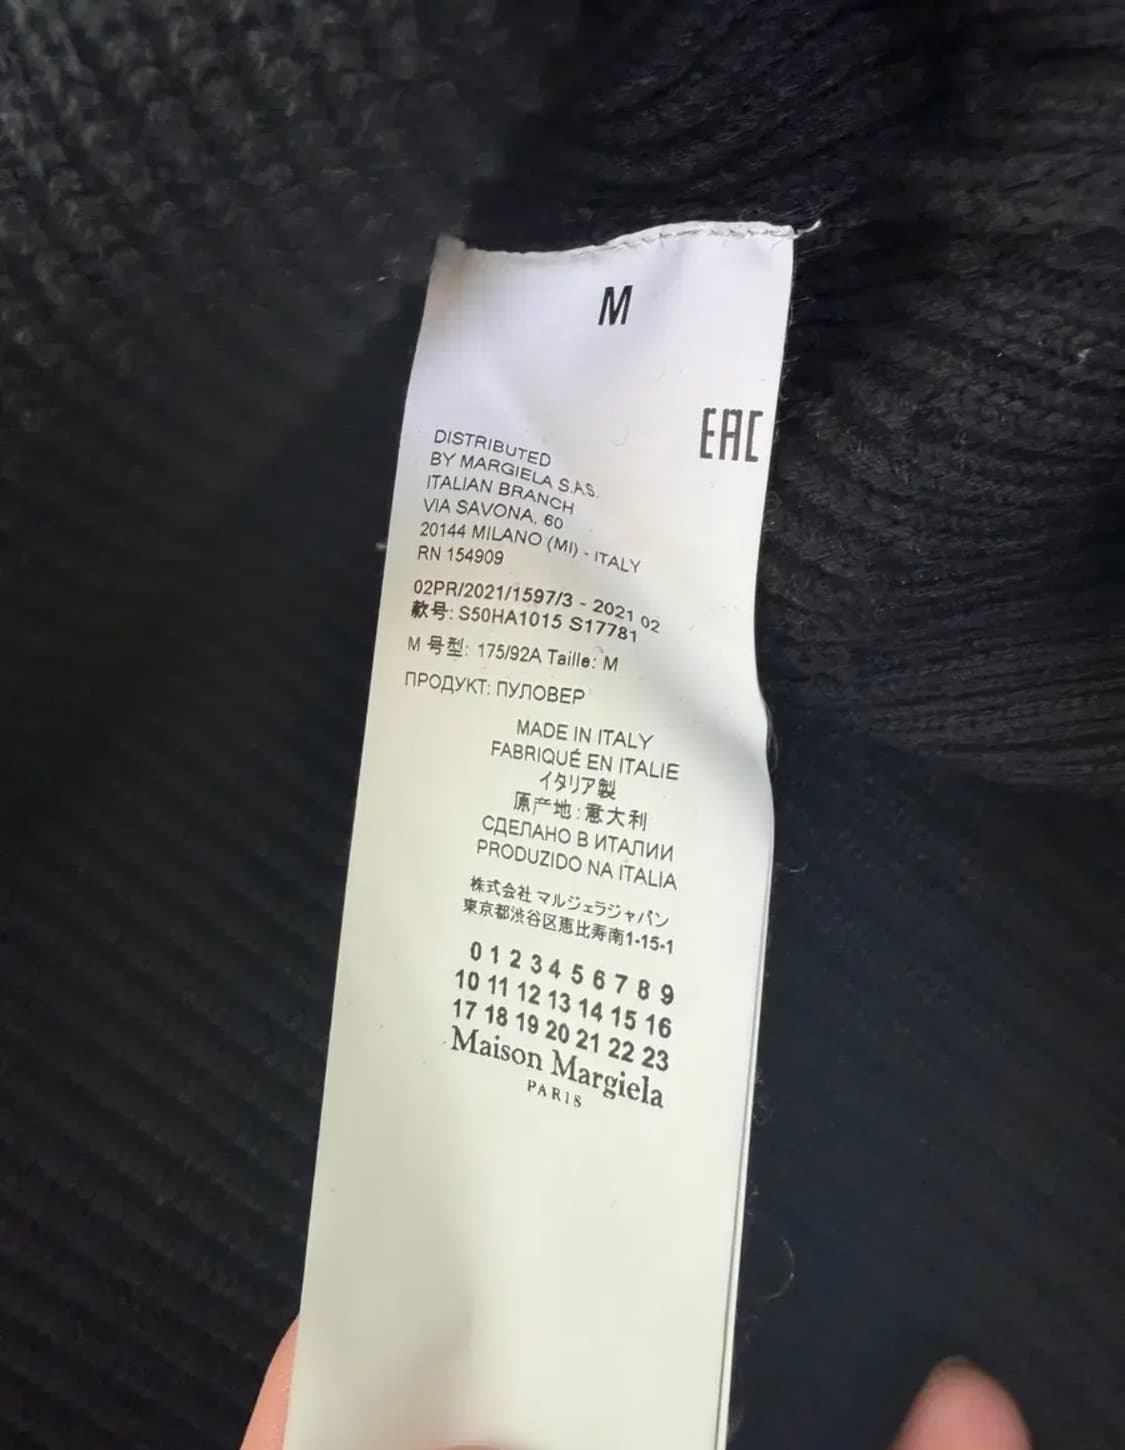 M
EAC
DISTRIBUTED
BY MARGIELA S.A.S.
ITALIAN BRANCH
VIA SAVONA, 60
20144 MILANO (MI) - ITALY
RN 154909
02PR/2021/1597/3 - 2021 02
款号: S50HA1015 S17781
M 号型: 175/92A Taille: M
ПРОДУКТ: ПУЛОВЕР
MADE IN ITALY
FABRIQUÉ EN ITALIE
イタリア製
原产地: 意大利
СДЕЛАНО В ИТАЛИИ
PRODUZIDO NA ITALIA
株式会社 マルジェラジャパン
東京都渋谷区恵比寿南1-15-1
0 1 2 3 4 5 6 7 8 9
10 11 12 13 14 15 16
17 18 19 20 21 22 23
Maison Margiela
PARIS